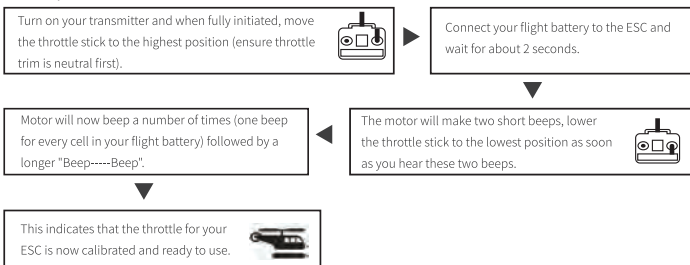 Turn on your transmitter and when fully initiated, move
the throttle stick to the highest position (ensure throttle
trim is neutral first).
Connect your flight battery to the ESC and
wait for about 2 seconds.
The motor will make two short beeps, lower
the throttle stick to the lowest position as soon
as you hear these two beeps.
Motor will now beep a number of times (one beep
for every cell in your flight battery) followed by a
longer "Beep-----Beep".
This indicates that the throttle for your
ESC is now calibrated and ready to use.